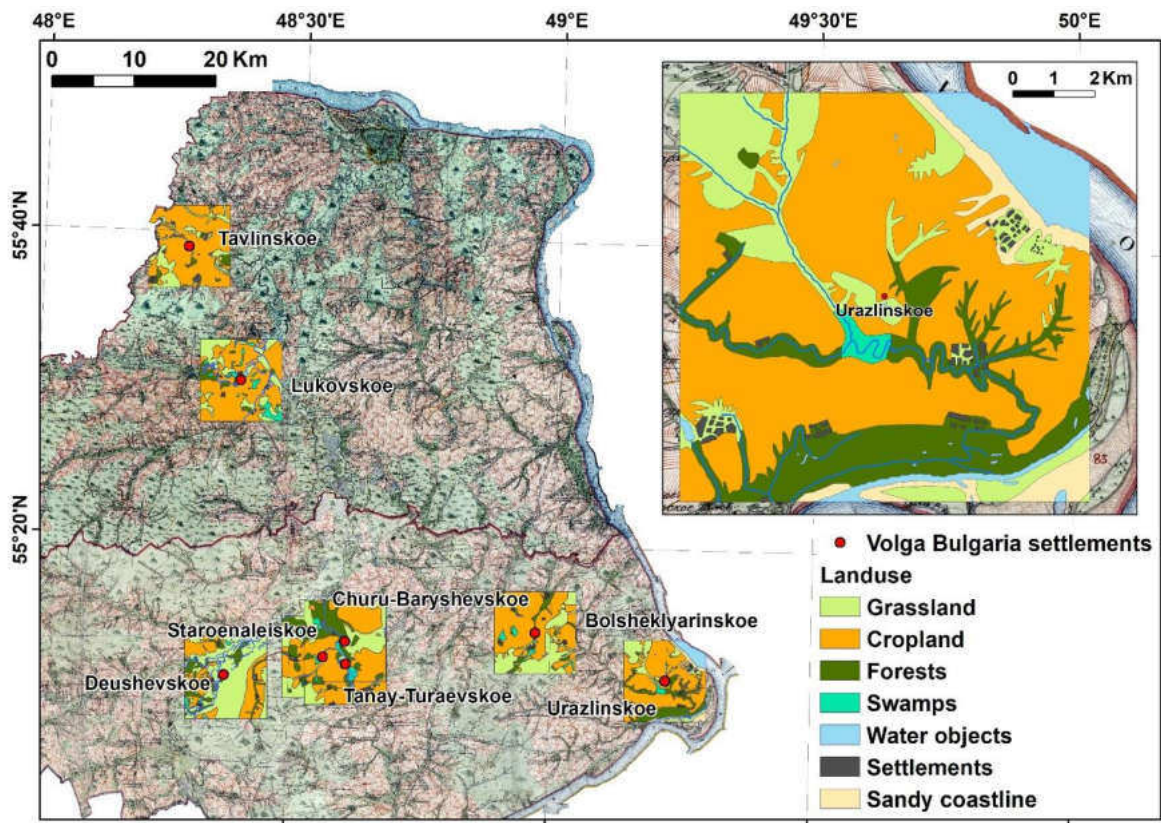 48°E
48°30'E
49°E
49°30'E
50°E
0 10 20 Km
0 1 2 Km
55°40'N
55°20'N
Tavlinskoe
Lukovskoe
Churu-Baryshevskoe
Staroenaleiskoe
Bolsheklyarinskoe
Deushevskoe
Tanay-Turaevskoe
Urazlinskoe
Urazlinskoe
83
Volga Bulgaria settlements
Landuse
Grassland
Cropland
Forests
Swamps
Water objects
Settlements
Sandy coastline